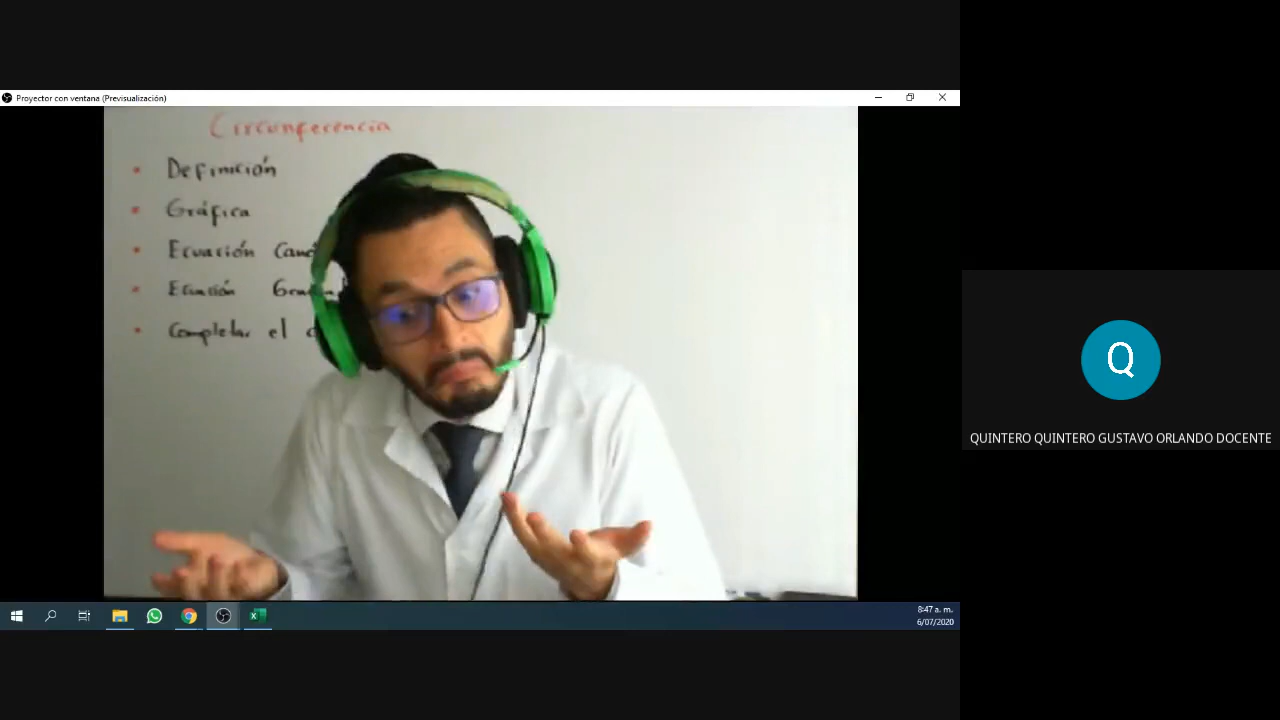 Proyector con ventana (Previsualización)
Circunferencia
• Definición
• Gráfica
• Ecuación
• Ecuación
• Completar el
Q
QUINTERO QUINTERO GUSTAVO ORLANDO DOCENTE
8:47 a. m.
6/07/2020